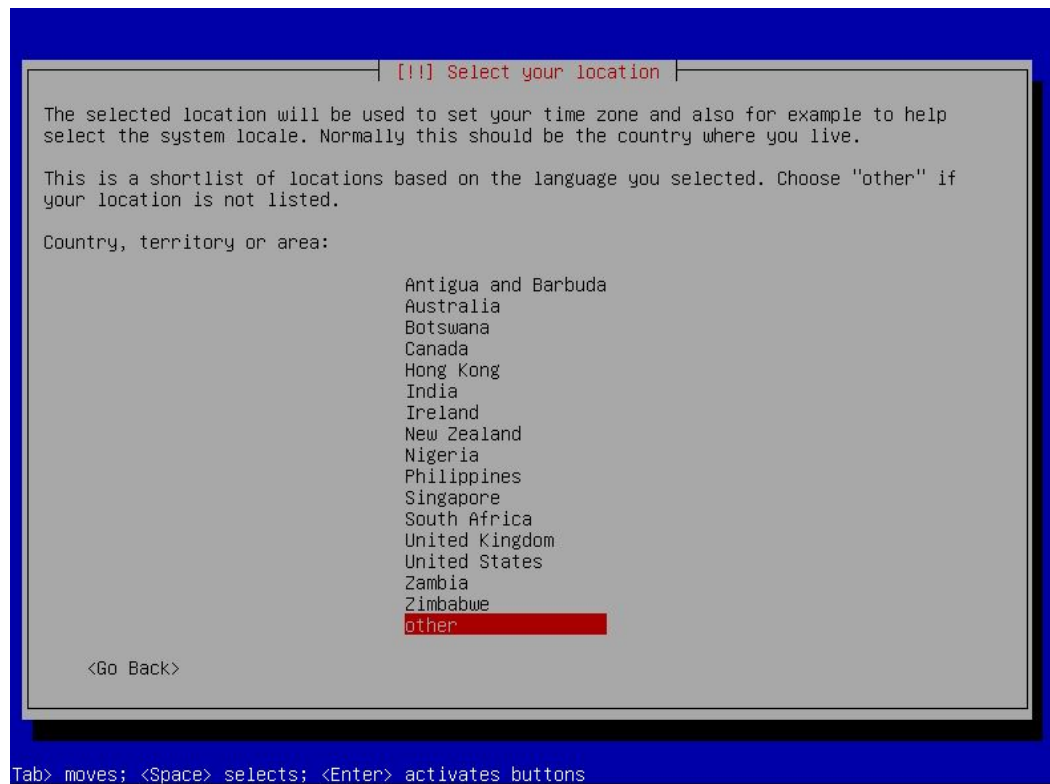 [!!] Select your location
The selected location will be used to set your time zone and also for example to help
select the system locale. Normally this should be the country where you live.
This is a shortlist of locations based on the language you selected. Choose "other" if
your location is not listed.
Country, territory or area:
Antigua and Barbuda
Australia
Botswana
Canada
Hong Kong
India
Ireland
New Zealand
Nigeria
Philippines
Singapore
South Africa
United Kingdom
United States
Zambia
Zimbabwe
other
<Go Back>
Tab> moves; <Space> selects; <Enter> activates buttons